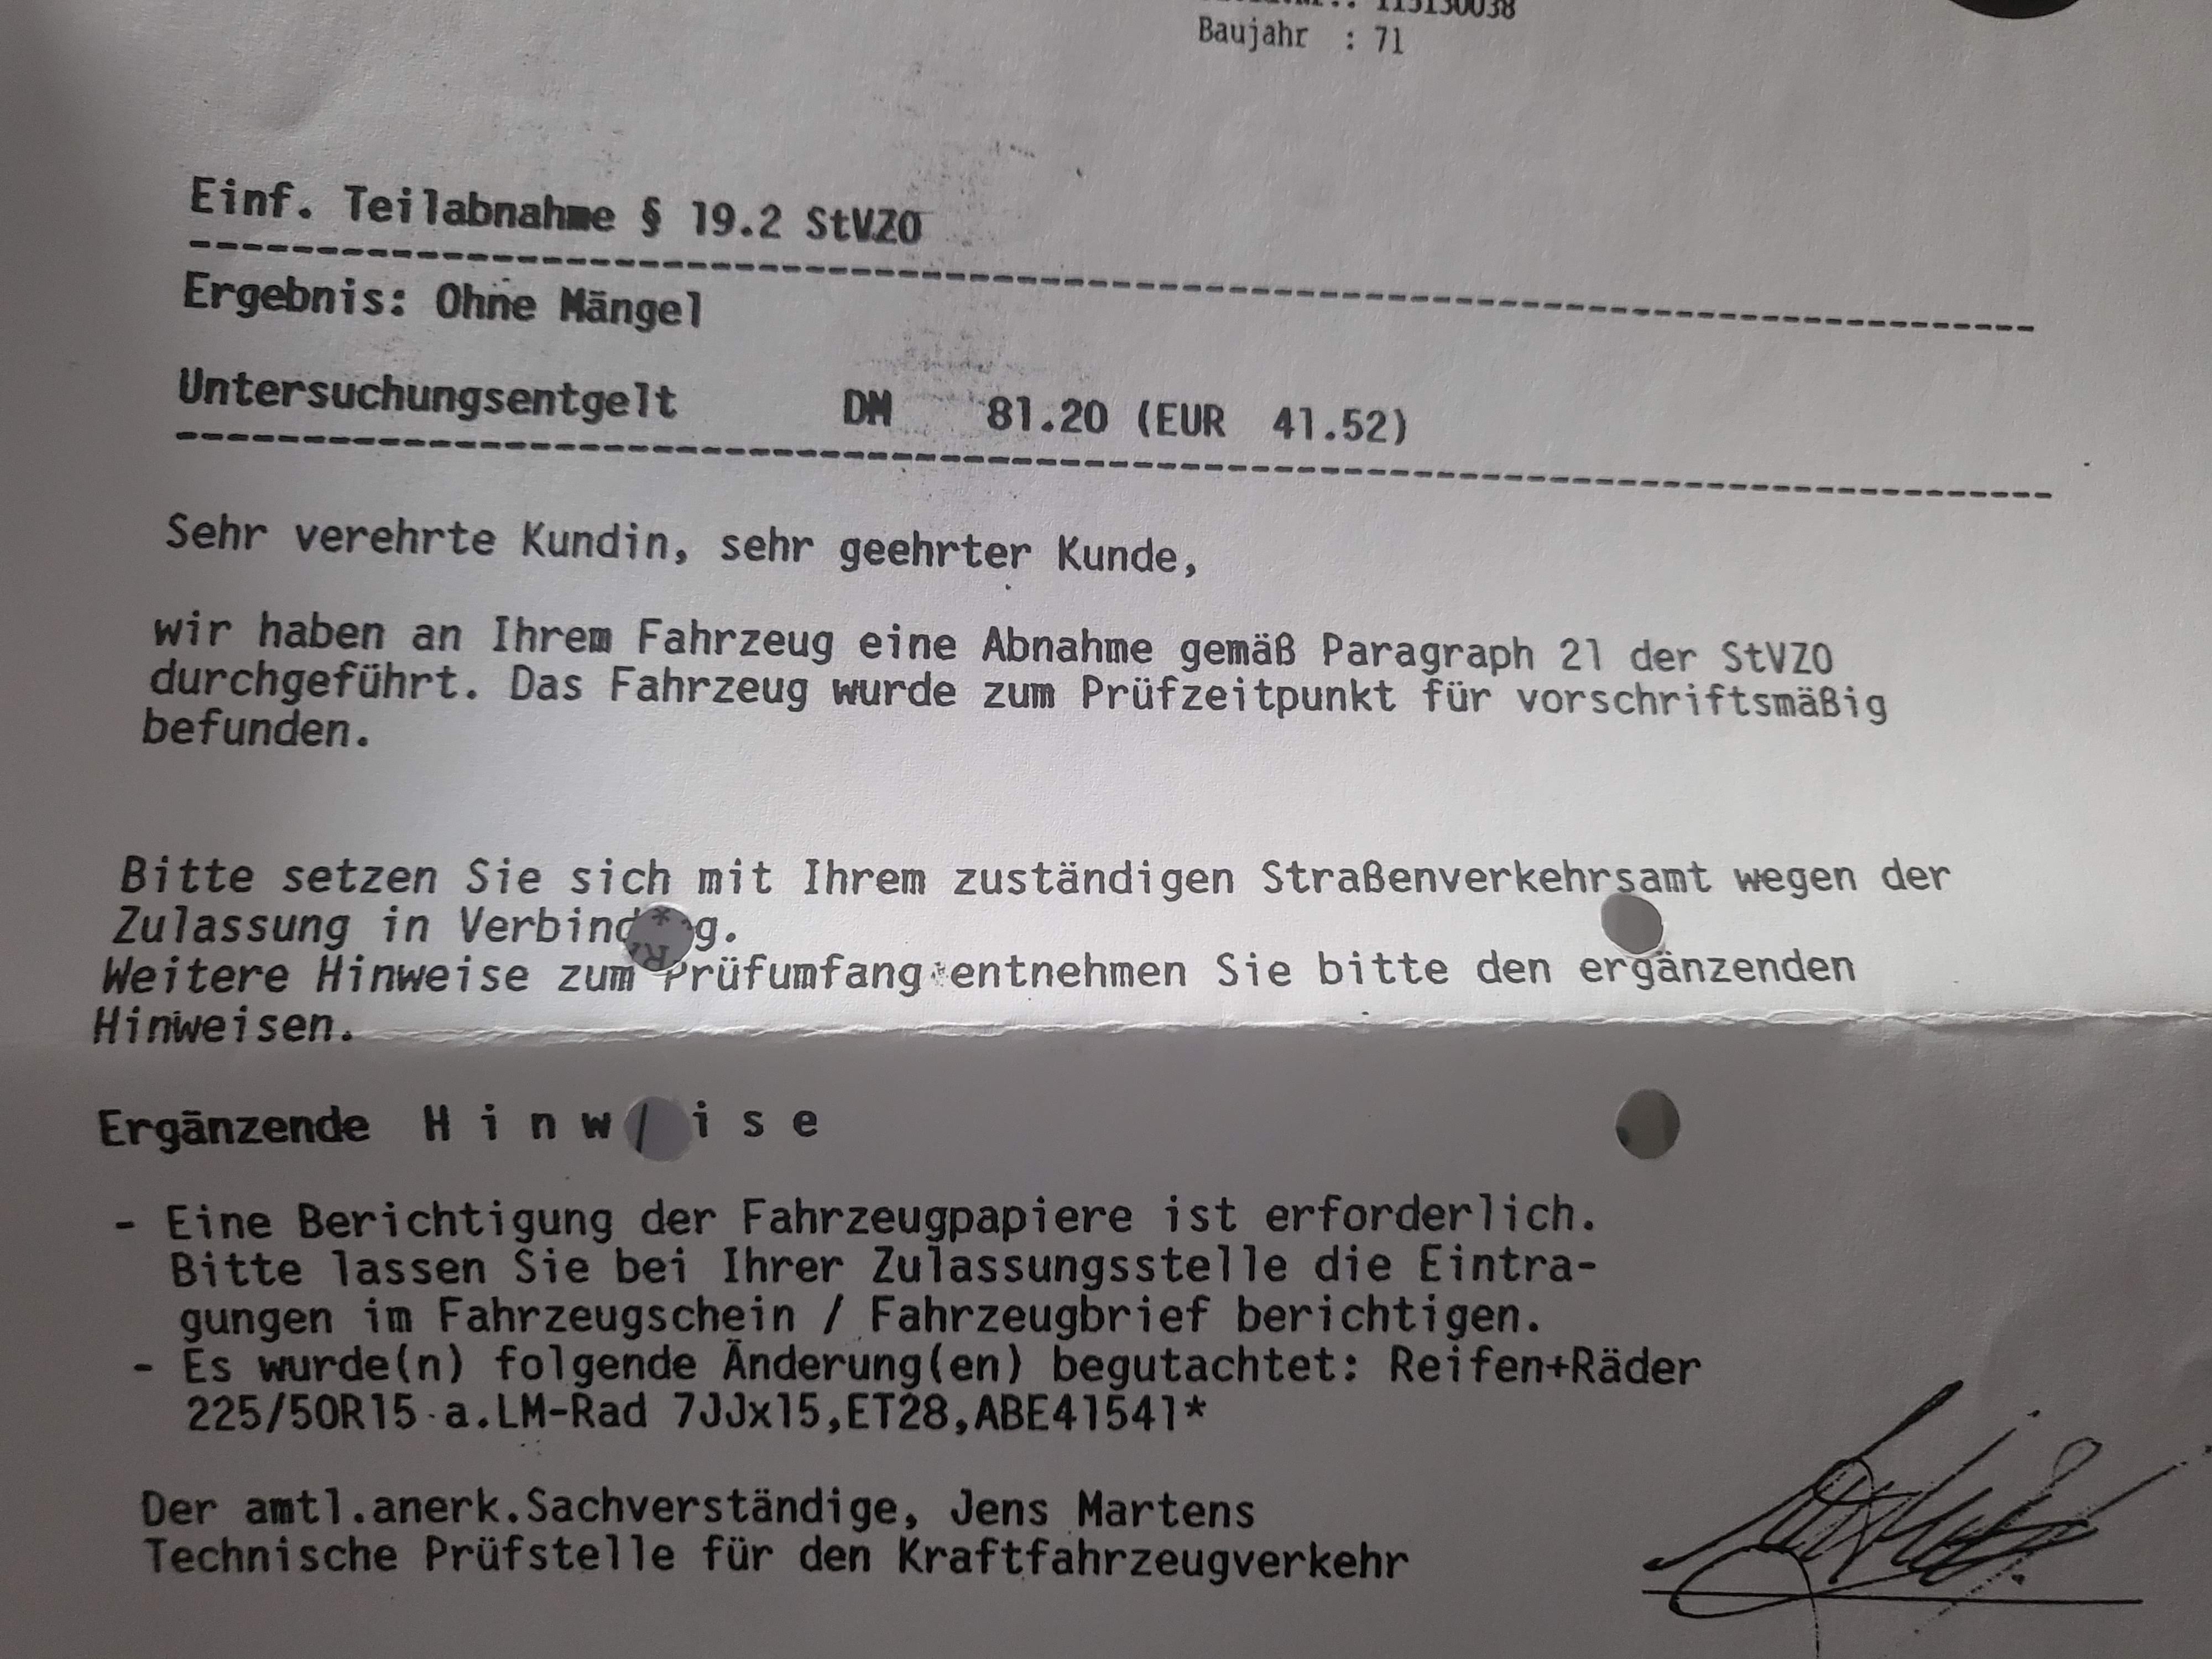 Baujahr : 71
Einf. Teilabnahme § 19.2 StVZO
Ergebnis: Ohne Mängel
Untersuchungsentgelt DM 81.20 (EUR 41.52)
Sehr verehrte Kundin, sehr geehrter Kunde,
wir haben an Ihrem Fahrzeug eine Abnahme gemäß Paragraph 21 der StVZO
durchgeführt. Das Fahrzeug wurde zum Prüfzeitpunkt für vorschriftsmäßig
befunden.
Bitte setzen Sie sich mit Ihrem zuständigen Straßenverkehrsamt wegen der
Zulassung in Verbind g.
Weitere Hinweise zum Prüfumfang entnehmen Sie bitte den ergänzenden
Hinweisen.
Ergänzende H i n w i s e
- Eine Berichtigung der Fahrzeugpapiere ist erforderlich.
Bitte lassen Sie bei Ihrer Zulassungsstelle die Eintra-
gungen im Fahrzeugschein / Fahrzeugbrief berichtigen.
- Es wurde(n) folgende Änderung(en) begutachtet: Reifen+Räder
225/50R15 a.LM-Rad 7JJx15,ET28,ABE41541*
Der amtl.anerk.Sachverständige, Jens Martens
Technische Prüfstelle für den Kraftfahrzeugverkehr